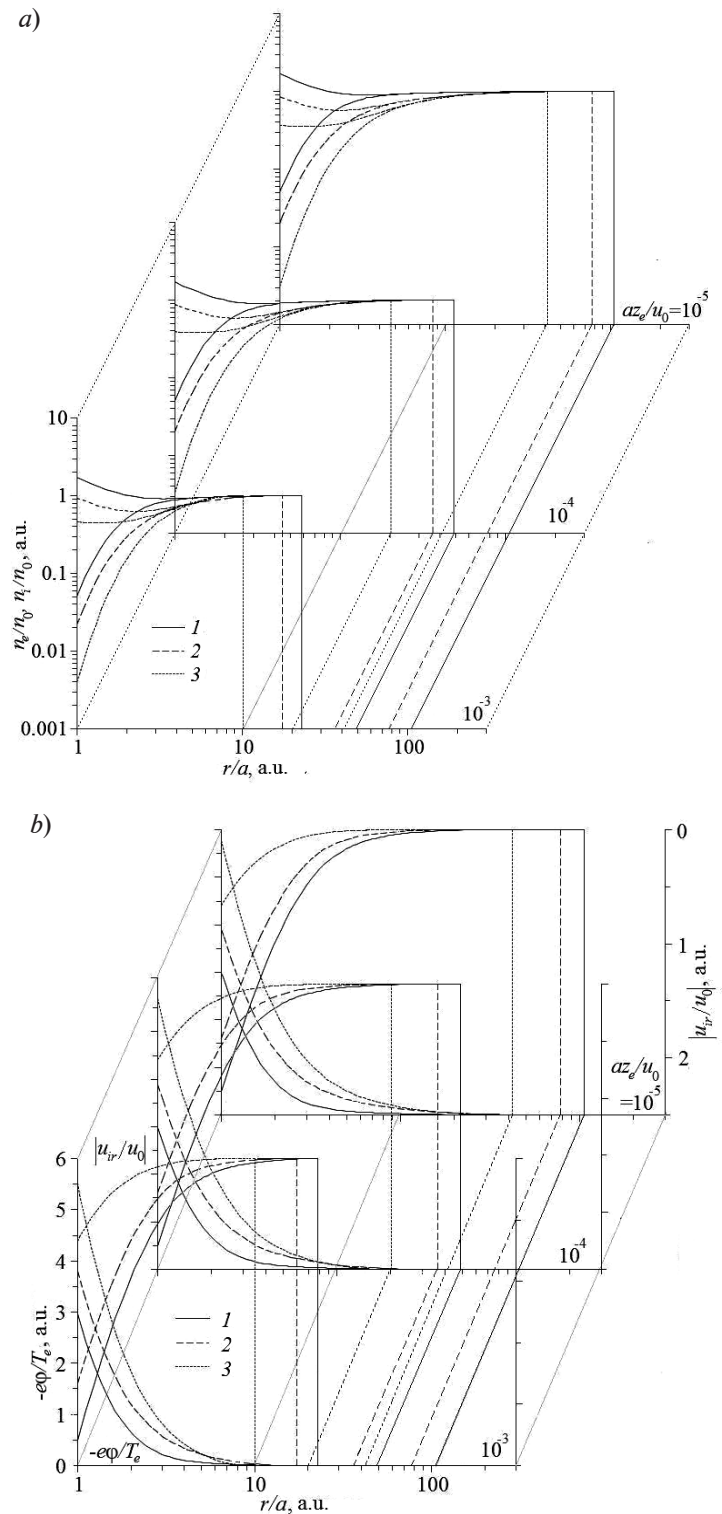 a)
az_e/u_0=10^-5
10^-4
10
1
0.1
0.01
0.001
n_e/n_0, n_i/n_0, a.u.
1
2
3
10^-3
1
10
100
r/a, a.u.
b)
0
1
2
|u_ir/u_0|, a.u.
az_e/u_0
=10^-5
|u_ir/u_0|
10^-4
6
5
4
3
2
1
0
-eφ/T_e, a.u.
1
2
3
-eφ/T_e
10^-3
1
10
100
r/a, a.u.